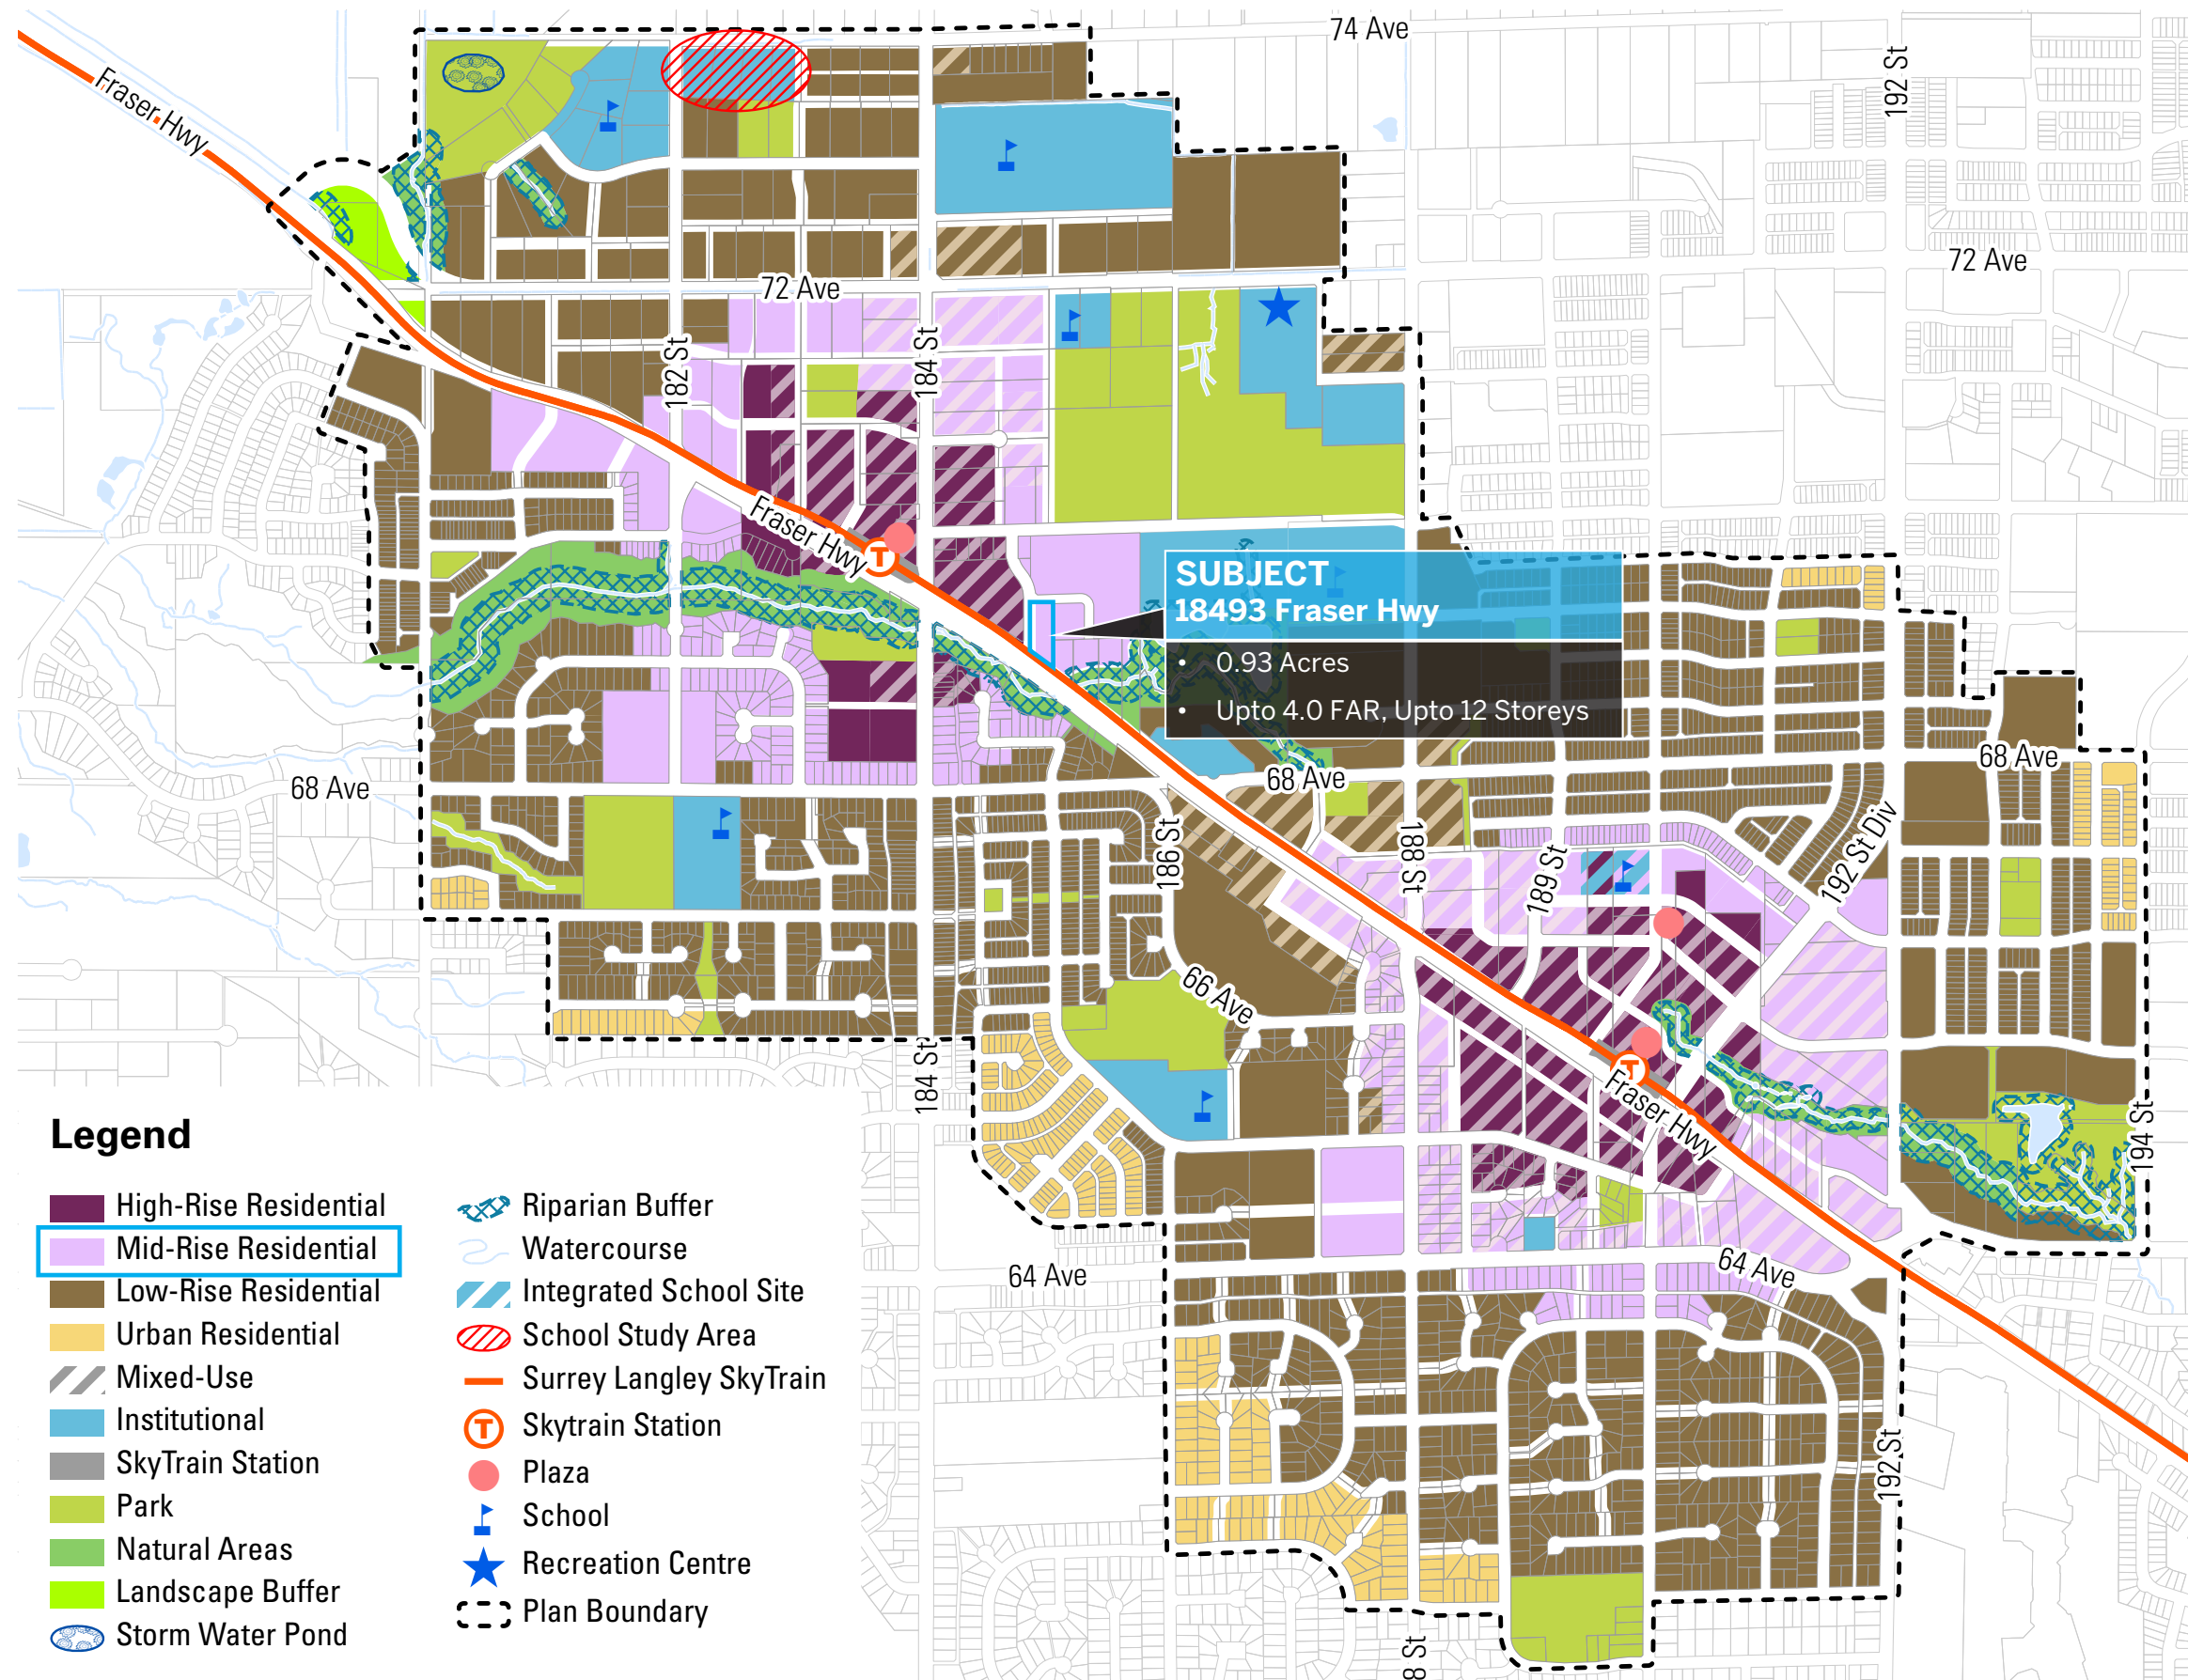 74 Ave
192 St
Fraser Hwy
72 Ave
72 Ave
182 St
184 St
Fraser Hwy
T
SUBJECT
18493 Fraser Hwy
• 0.93 Acres
• Upto 4.0 FAR, Upto 12 Storeys
68 Ave
68 Ave
68 Ave
186 St
188 St
189 St
192 St Div
66 Ave
184 St
T
Fraser Hwy
194 St
64 Ave
64 Ave
192 St
8 St
Legend
High-Rise Residential
Mid-Rise Residential
Low-Rise Residential
Urban Residential
Mixed-Use
Institutional
SkyTrain Station
Park
Natural Areas
Landscape Buffer
Storm Water Pond
Riparian Buffer
Watercourse
Integrated School Site
School Study Area
Surrey Langley SkyTrain
T Skytrain Station
Plaza
School
Recreation Centre
Plan Boundary